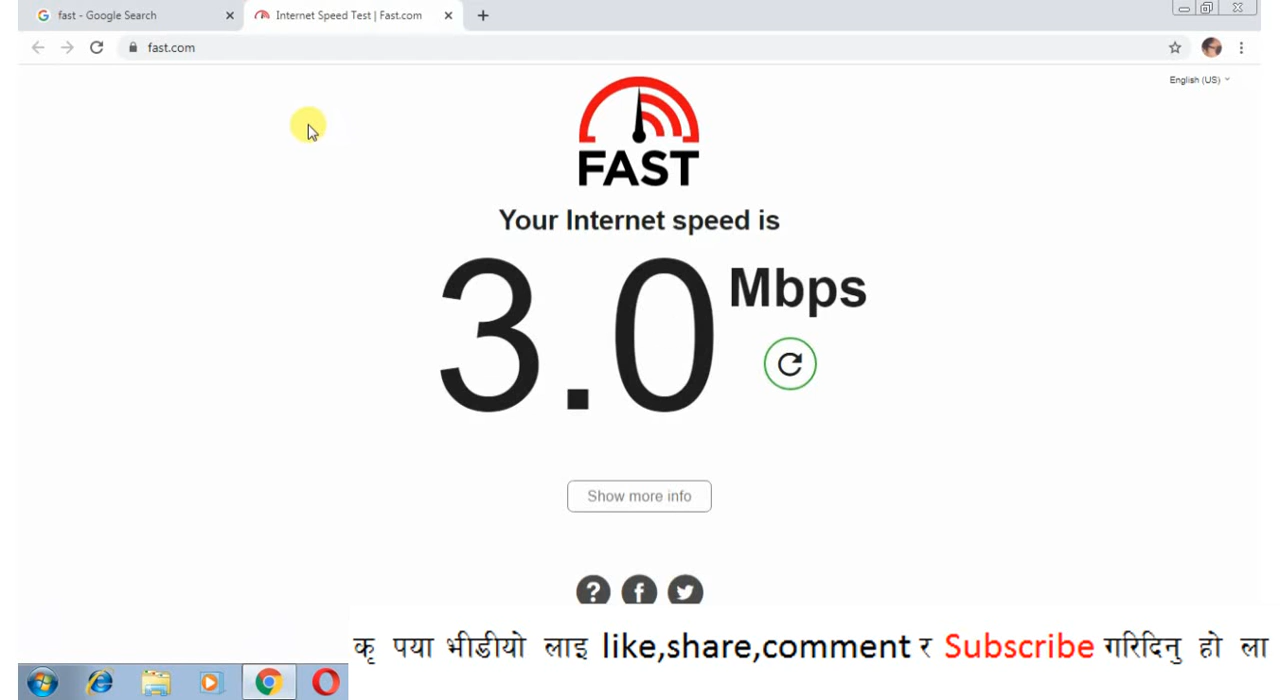 fast - Google Search
Internet Speed Test | Fast.com
fast.com
English (US)
FAST
Your Internet speed is
3.0 Mbps
Show more info
?
f
कृ पया भीडीयो लाइ like,share,comment र Subscribe गरिदिनु हो ला